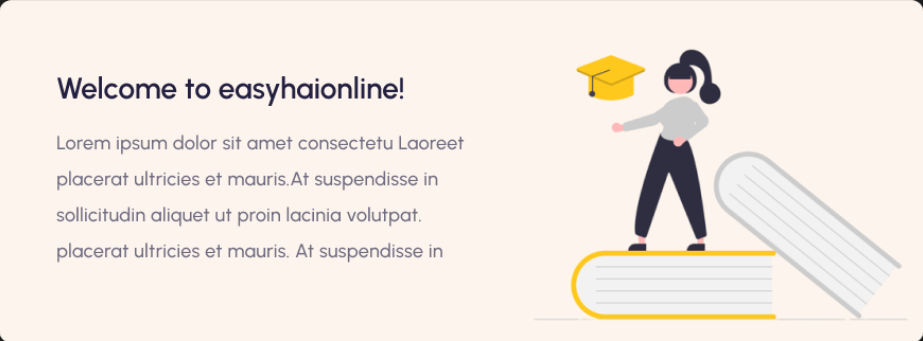 Welcome to easyhaionline!
Lorem ipsum dolor sit amet consectetu Laoreet
placerat ultricies et mauris.At suspendisse in
sollicitudin aliquet ut proin lacinia volutpat.
placerat ultricies et mauris. At suspendisse in